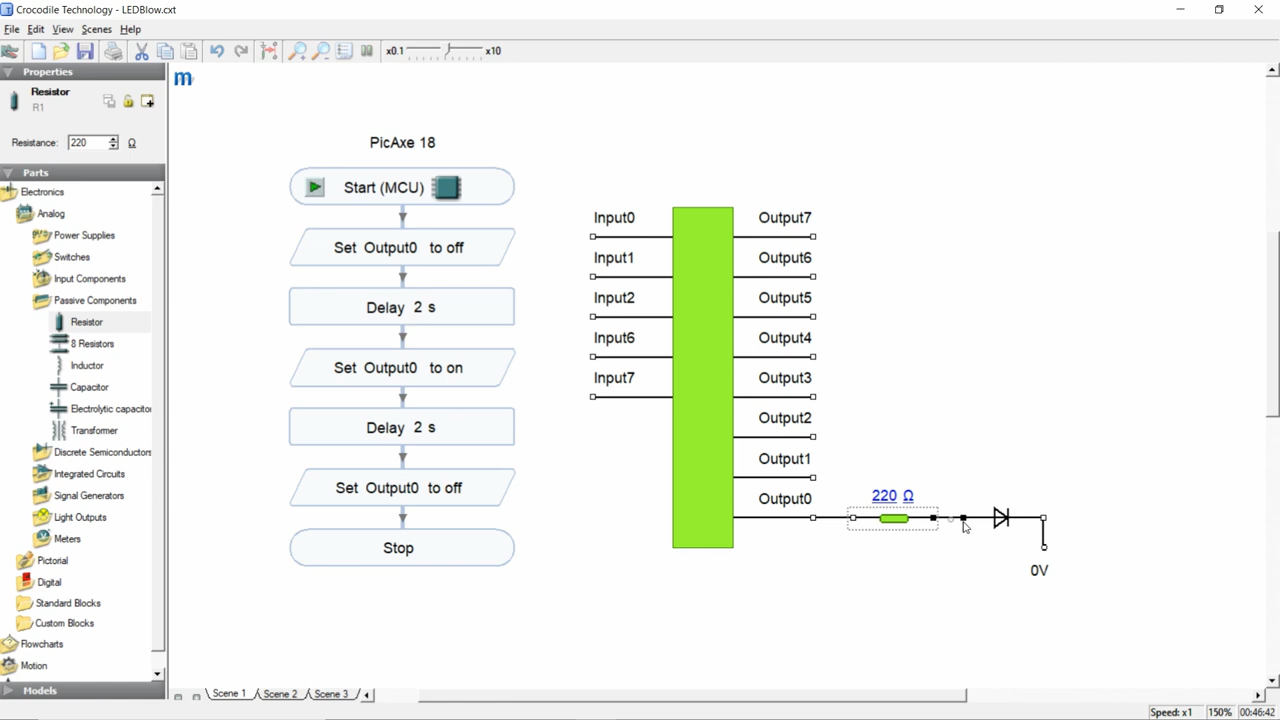 Crocodile Technology - LEDBlow.cxt
File Edit View Scenes Help
x0.1 x10
Properties
Resistor
R1
Resistance: 220 Ω
Parts
Electronics
Analog
Power Supplies
Switches
Input Components
Passive Components
Resistor
8 Resistors
Inductor
Capacitor
Electrolytic capacitor
Transformer
Discrete Semiconductors
Integrated Circuits
Signal Generators
Light Outputs
Meters
Pictorial
Digital
Standard Blocks
Custom Blocks
Flowcharts
Motion
Models
m
PicAxe 18
Start (MCU)
Set Output0 to off
Delay 2 s
Set Output0 to on
Delay 2 s
Set Output0 to off
Stop
Input0
Input1
Input2
Input6
Input7
Output7
Output6
Output5
Output4
Output3
Output2
Output1
Output0
220 Ω
0V
Scene 1 Scene 2 Scene 3
Speed: x1 150% 00:46:42